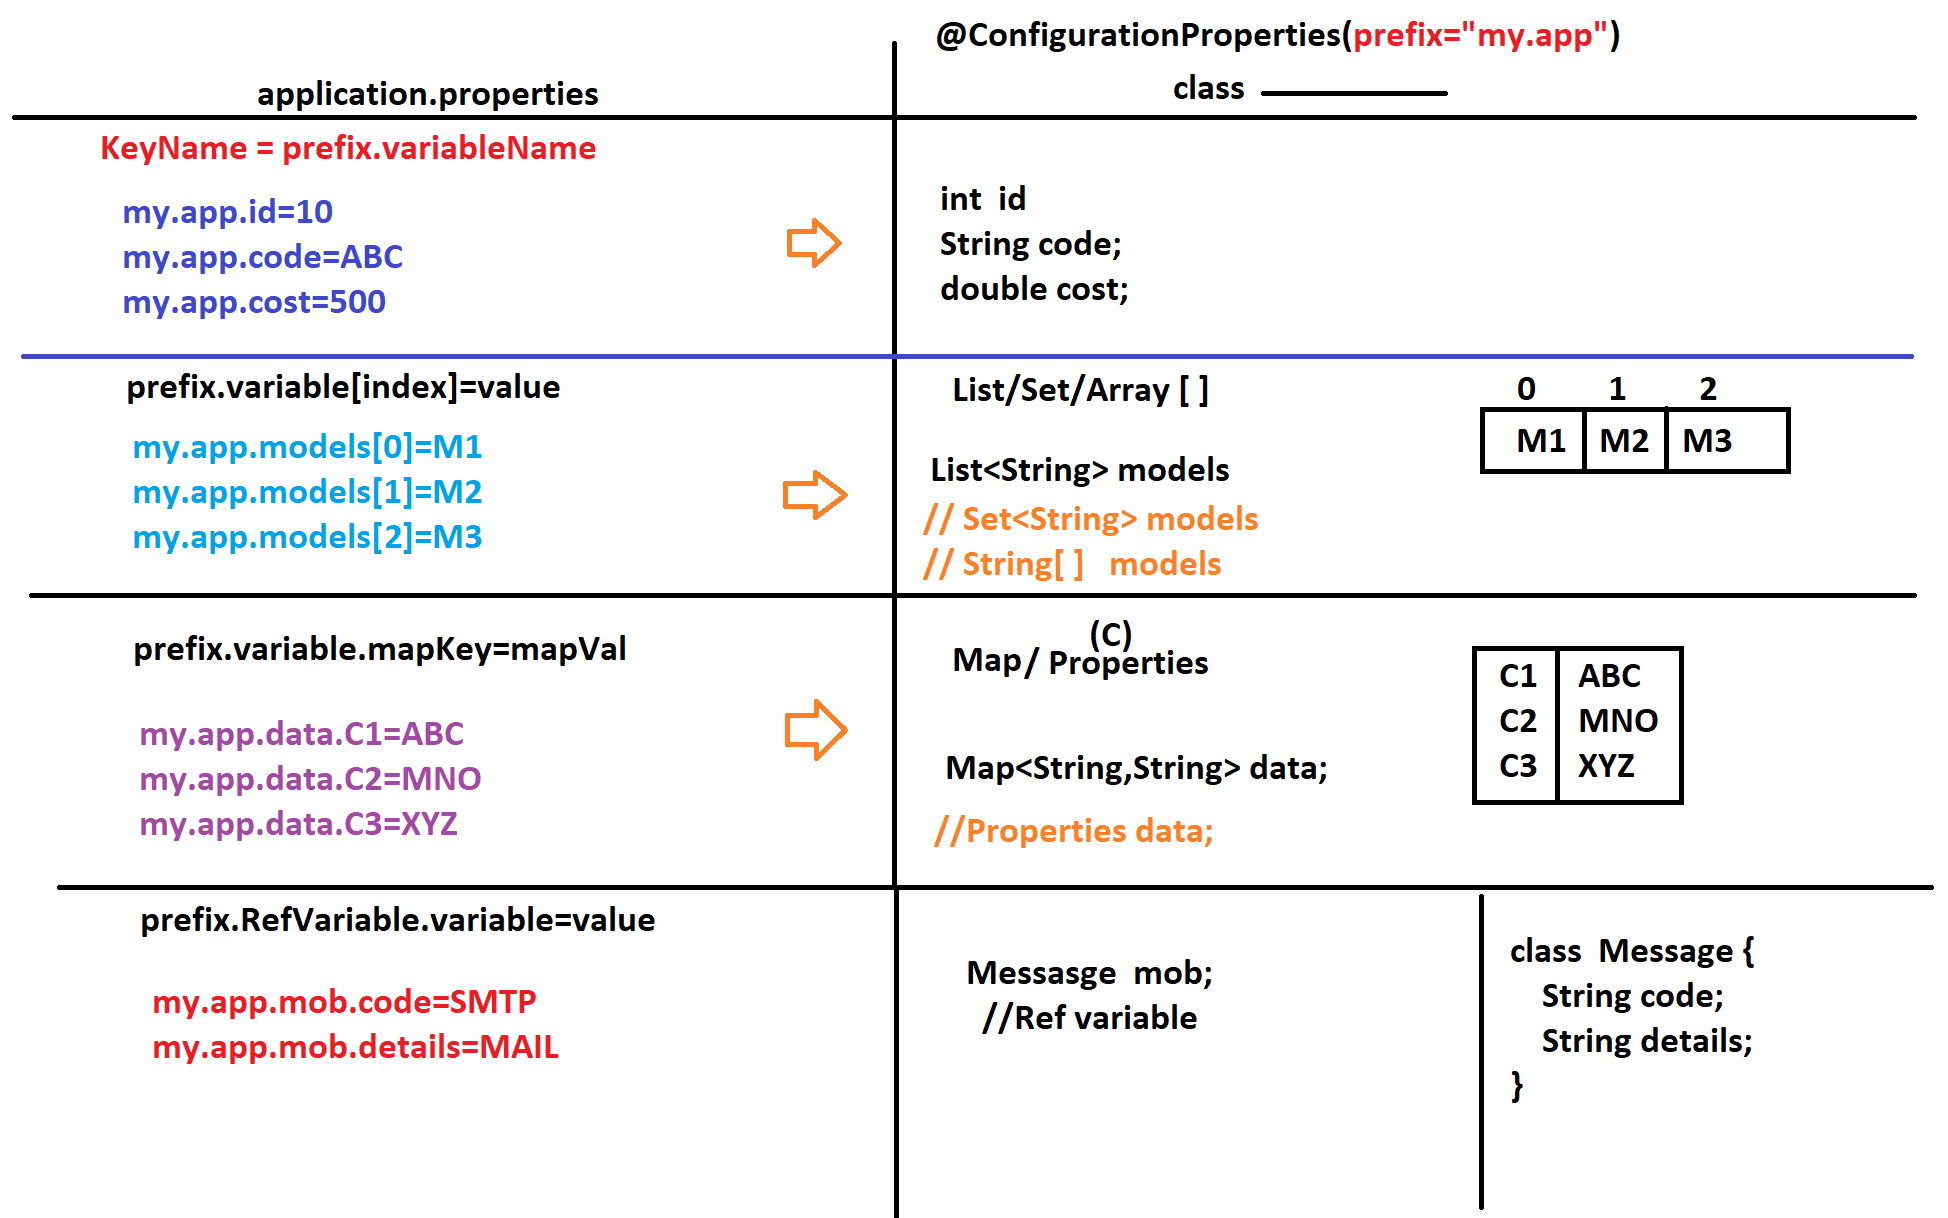 @ConfigurationProperties(prefix="my.app")
class
application.properties
KeyName = prefix.variableName
my.app.id=10
my.app.code=ABC
my.app.cost=500
int  id
String code;
double cost;
prefix.variable[index]=value
my.app.models[0]=M1
my.app.models[1]=M2
my.app.models[2]=M3
List/Set/Array [ ]
List<String> models
// Set<String> models
// String[ ]   models
0 1 2
M1 M2 M3
prefix.variable.mapKey=mapVal
my.app.data.C1=ABC
my.app.data.C2=MNO
my.app.data.C3=XYZ
(C)
Map/ Properties
Map<String,String> data;
//Properties data;
C1 ABC
C2 MNO
C3 XYZ
prefix.RefVariable.variable=value
my.app.mob.code=SMTP
my.app.mob.details=MAIL
Messasge  mob;
//Ref variable
class  Message {
String code;
String details;
}